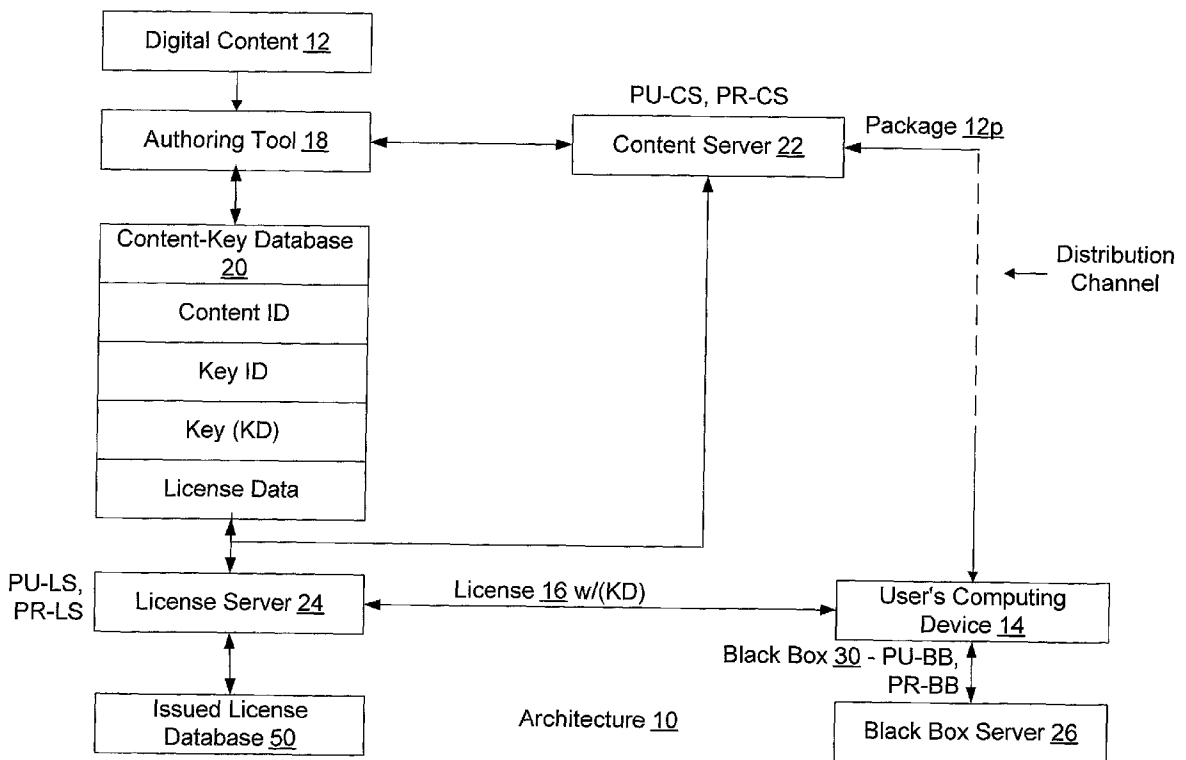 Digital Content 12
PU-CS, PR-CS
Package 12p
Authoring Tool 18
Content Server 22
Content-Key Database
20
Distribution
Channel
Content ID
Key ID
Key (KD)
License Data
PU-LS,
PR-LS
License Server 24
License 16 w/(KD)
User's Computing
Device 14
Black Box 30 - PU-BB,
PR-BB
Issued License
Database 50
Architecture 10
Black Box Server 26